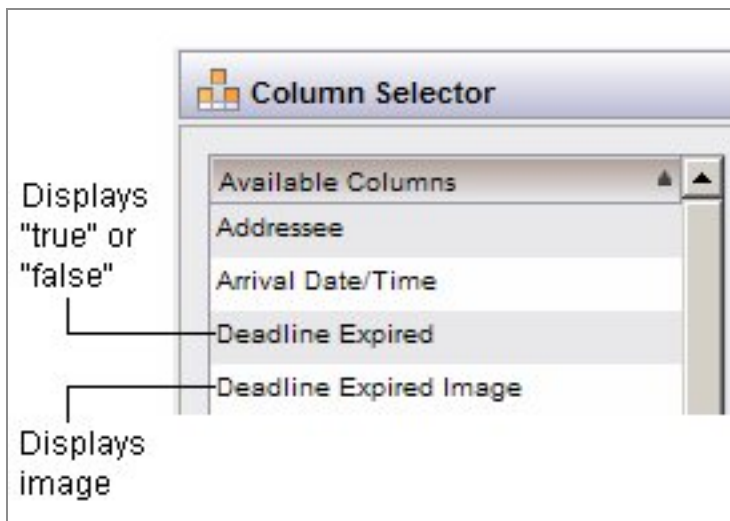 Column Selector
Available Columns
Addressee
Arrival Date/Time
Deadline Expired
Deadline Expired Image
Displays
"true" or
"false"
Displays
image